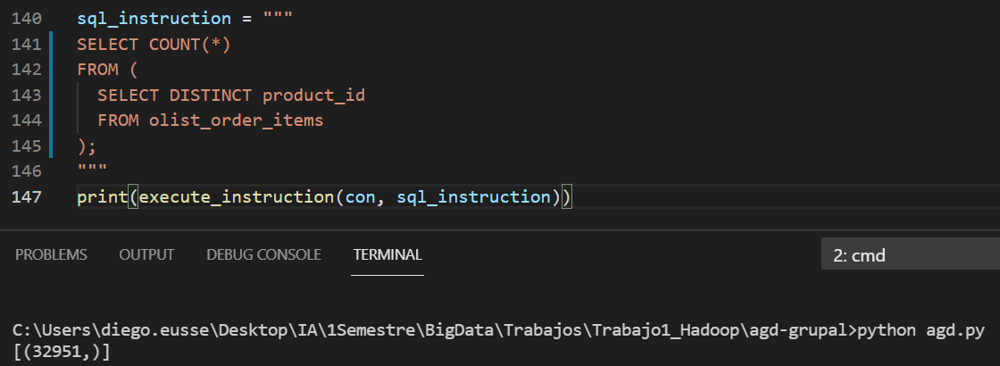 140 sql_instruction = """
141 SELECT COUNT(*)
142 FROM (
143 SELECT DISTINCT product_id
144 FROM olist_order_items
145 );
146 """
147 print(execute_instruction(con, sql_instruction))
PROBLEMS OUTPUT DEBUG CONSOLE TERMINAL 2: cmd
C:\Users\diego.eusse\Desktop\IA\1Semestre\BigData\Trabajos\Trabajo1_Hadoop\agd-grupal>python agd.py
[(32951,)]